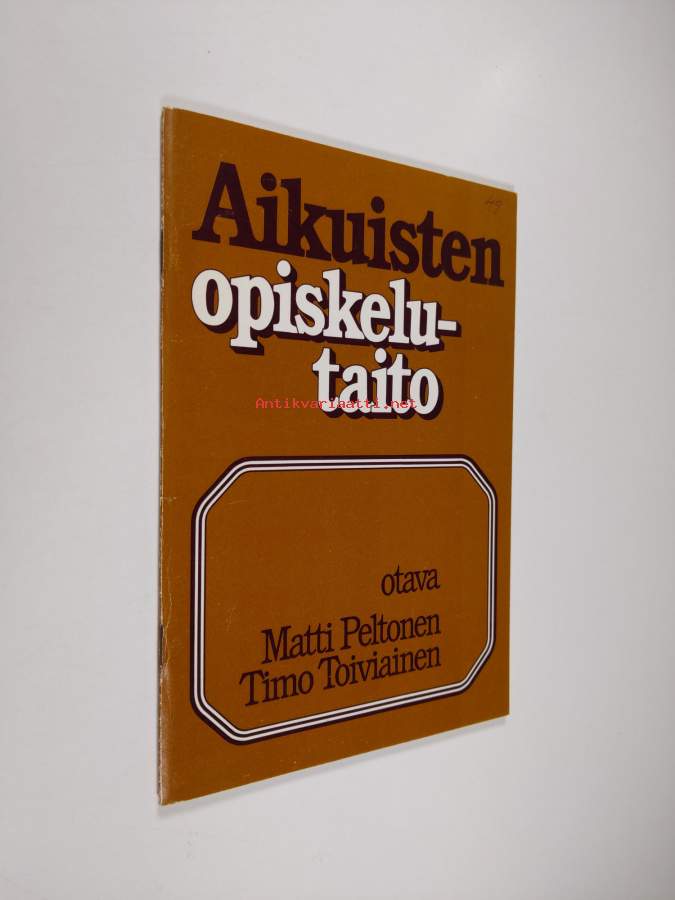 Aikuisten
opiskelu-
taito
Antikvariaatti.net
otava
Matti Peltonen
Timo Toiviainen